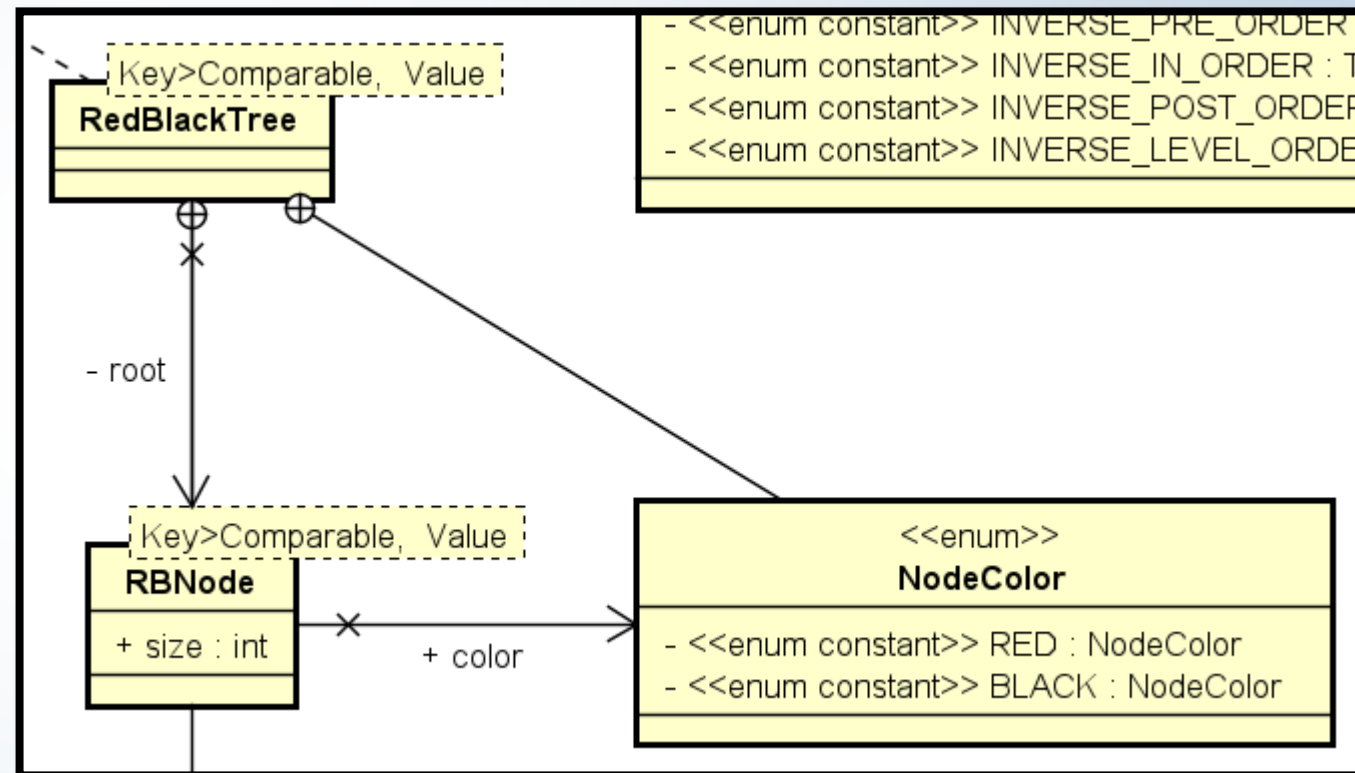 - <<enum constant>> INVERSE_PRE_ORDER
- <<enum constant>> INVERSE_IN_ORDER : T
- <<enum constant>> INVERSE_POST_ORDER
- <<enum constant>> INVERSE_LEVEL_ORDE
Key>Comparable, Value
RedBlackTree
- root
Key>Comparable, Value
RBNode
+ size : int
+ color
<<enum>>
NodeColor
- <<enum constant>> RED : NodeColor
- <<enum constant>> BLACK : NodeColor